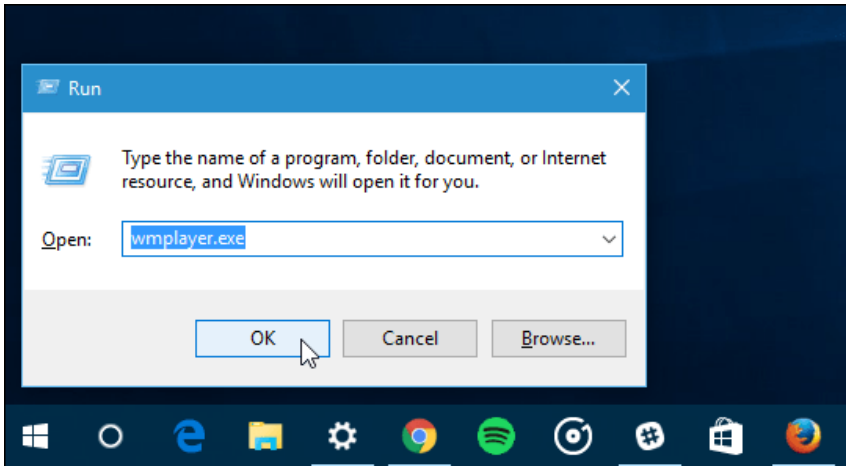 Run
Type the name of a program, folder, document, or Internet
resource, and Windows will open it for you.
Open:
wmplayer.exe
OK
Cancel
Browse...